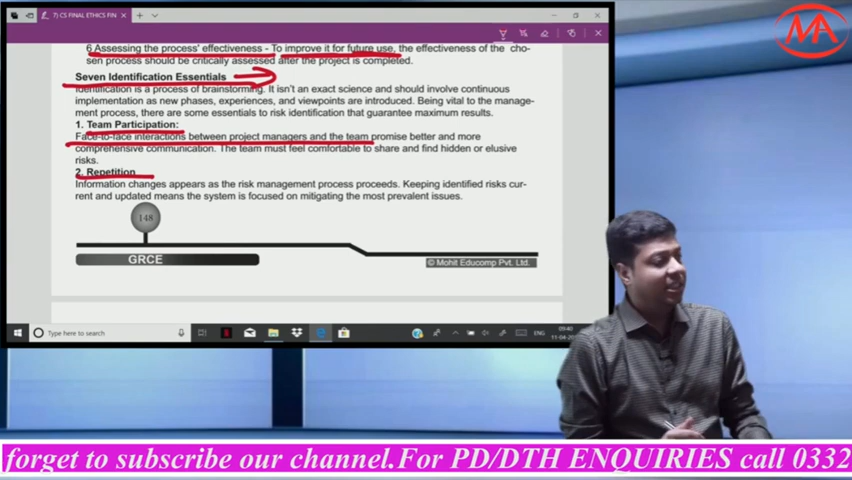 7) CS FINAL ETHICS FIN
MA
6 Assessing the process' effectiveness - To improve it for future use, the effectiveness of the cho-
sen process should be critically assessed after the project is completed.
Seven Identification Essentials
Identification is a process of brainstorming. It isn't an exact science and should involve continuous
implementation as new phases, experiences, and viewpoints are introduced. Being vital to the manage-
ment process, there are some essentials to risk identification that guarantee maximum results.
1. Team Participation:
Face-to-face interactions between project managers and the team promise better and more
comprehensive communication. The team must feel comfortable to share and find hidden or elusive
risks.
2. Repetition
Information changes appears as the risk management process proceeds. Keeping identified risks cur-
rent and updated means the system is focused on mitigating the most prevalent issues.
148
GRCE
© Mohit Educomp Pvt. Ltd.
Type here to search
ENG
09:40
11-04-20
forget to subscribe our channel.For PD/DTH ENQUIRIES call 0332